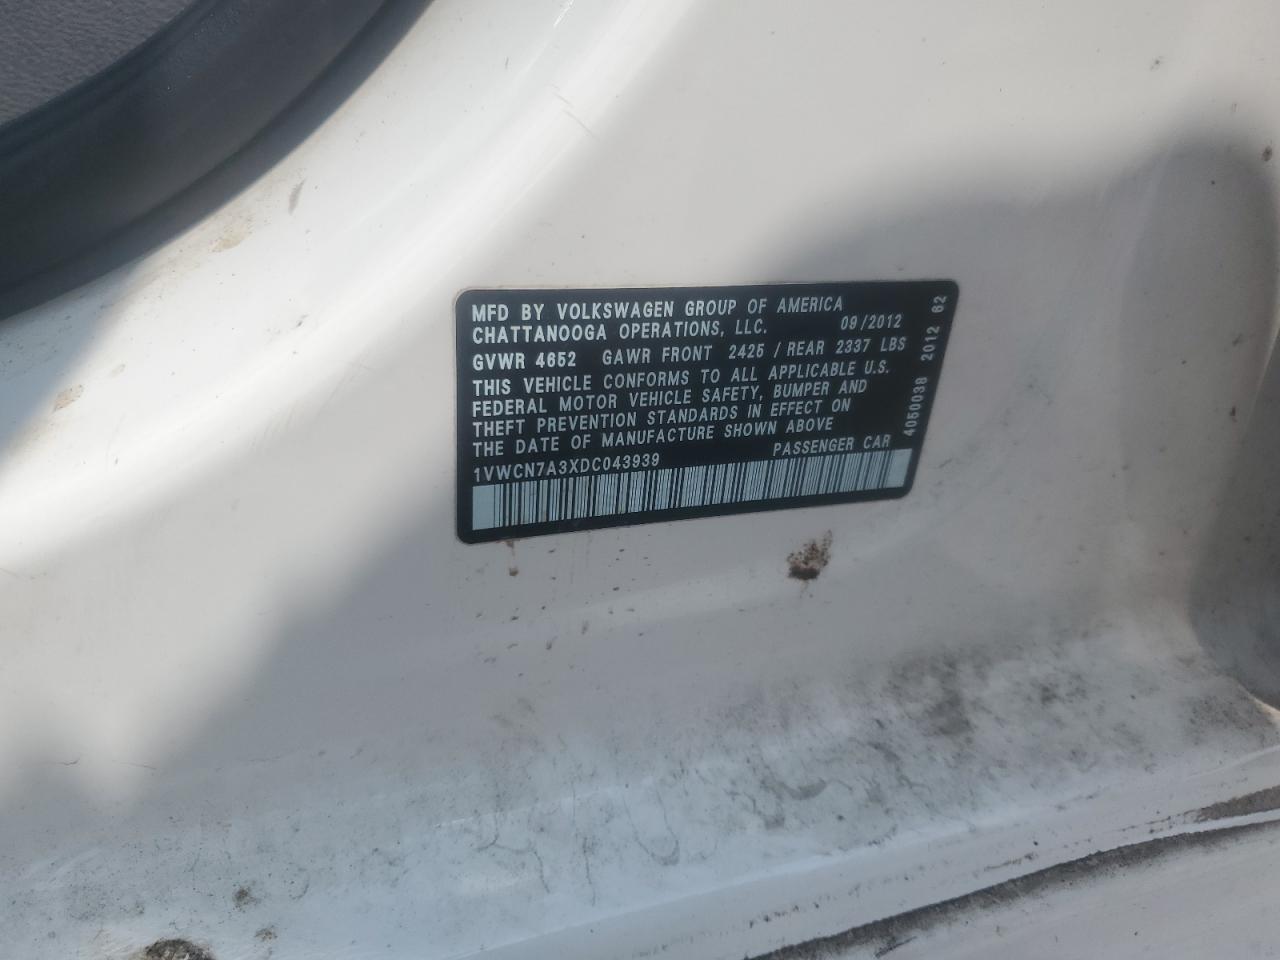 MFD BY VOLKSWAGEN GROUP OF AMERICA
CHATTANOOGA OPERATIONS, LLC. 09/2012
GVWR 4652 GAWR FRONT 2425 / REAR 2337 LBS
THIS VEHICLE CONFORMS TO ALL APPLICABLE U.S.
FEDERAL MOTOR VEHICLE SAFETY, BUMPER AND
THEFT PREVENTION STANDARDS IN EFFECT ON
THE DATE OF MANUFACTURE SHOWN ABOVE
1VWCN7A3XDC043939 PASSENGER CAR
4050038 2012 62